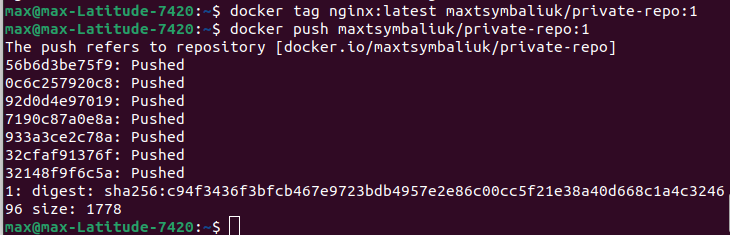 max@max-Latitude-7420:~$ docker tag nginx:latest maxtsymbaliuk/private-repo:1
max@max-Latitude-7420:~$ docker push maxtsymbaliuk/private-repo:1
The push refers to repository [docker.io/maxtsymbaliuk/private-repo]
56b6d3be75f9: Pushed
0c6c257920c8: Pushed
92d0d4e97019: Pushed
7190c87a0e8a: Pushed
933a3ce2c78a: Pushed
32cfaf91376f: Pushed
32148f9f6c5a: Pushed
1: digest: sha256:c94f3436f3bfcb467e9723bdb4957e2e86c00cc5f21e38a40d668c1a4c3246
96 size: 1778
max@max-Latitude-7420:~$